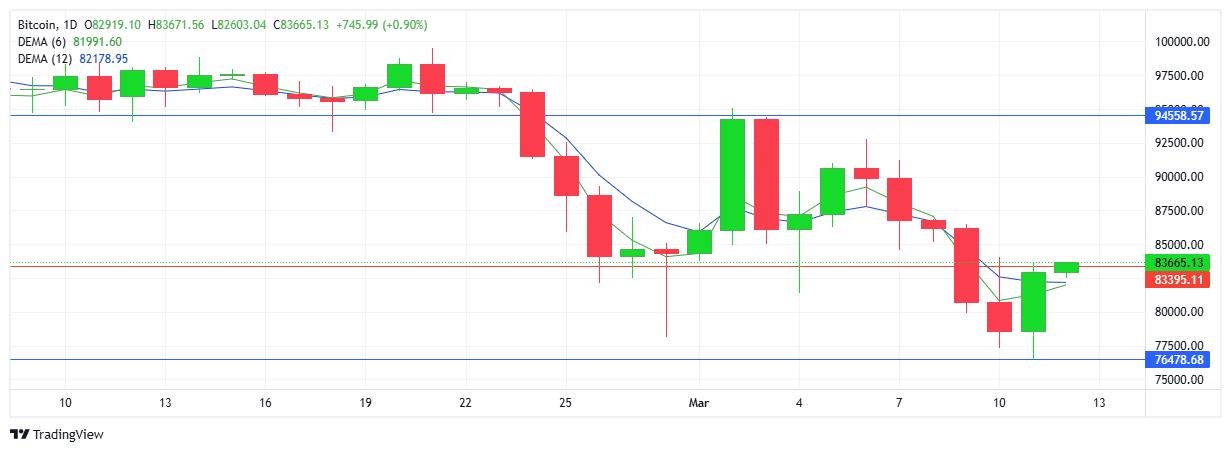 Bitcoin, 1D O82919.10 H83671.56 L82603.04 C83665.13 +745.99 (+0.90%)
DEMA (6) 81991.60
DEMA (12) 82178.95
100000.00
97500.00
95000.00
94558.57
92500.00
90000.00
87500.00
85000.00
83665.13
83395.11
80000.00
77500.00
76478.68
75000.00
10 13 16 19 22 25 Mar 4 7 10 13
TradingView